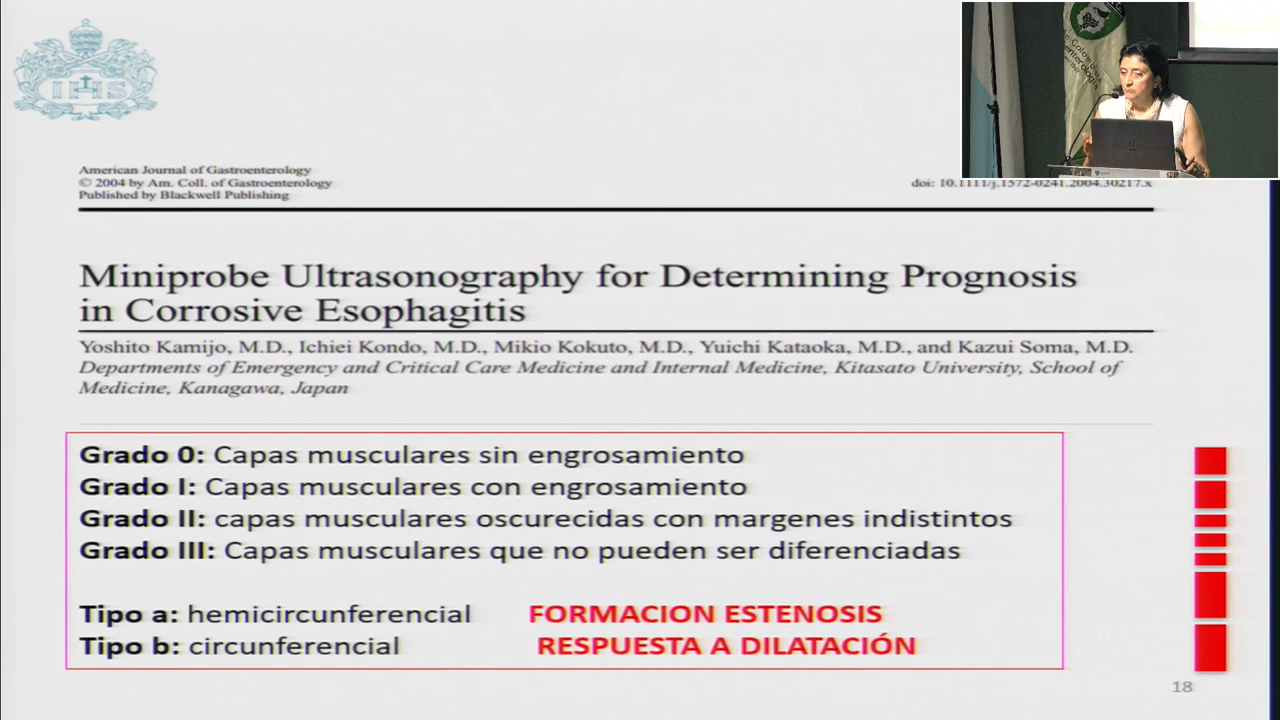 IHS
American Journal of Gastroenterology
© 2004 by Am. Coll. of Gastroenterology
Published by Blackwell Publishing
doi: 10.1111/j.1572-0241.2004.30217.x
Miniprobe Ultrasonography for Determining Prognosis
in Corrosive Esophagitis
Yoshito Kamijo, M.D., Ichiei Kondo, M.D., Mikio Kokuto, M.D., Yuichi Kataoka, M.D., and Kazui Soma, M.D.
Departments of Emergency and Critical Care Medicine and Internal Medicine, Kitasato University, School of
Medicine, Kanagawa, Japan
Grado 0: Capas musculares sin engrosamiento
Grado I: Capas musculares con engrosamiento
Grado II: capas musculares oscurecidas con margenes indistintos
Grado III: Capas musculares que no pueden ser diferenciadas
Tipo a: hemicircunferencial FORMACION ESTENOSIS
Tipo b: circunferencial RESPUESTA A DILATACIÓN
18